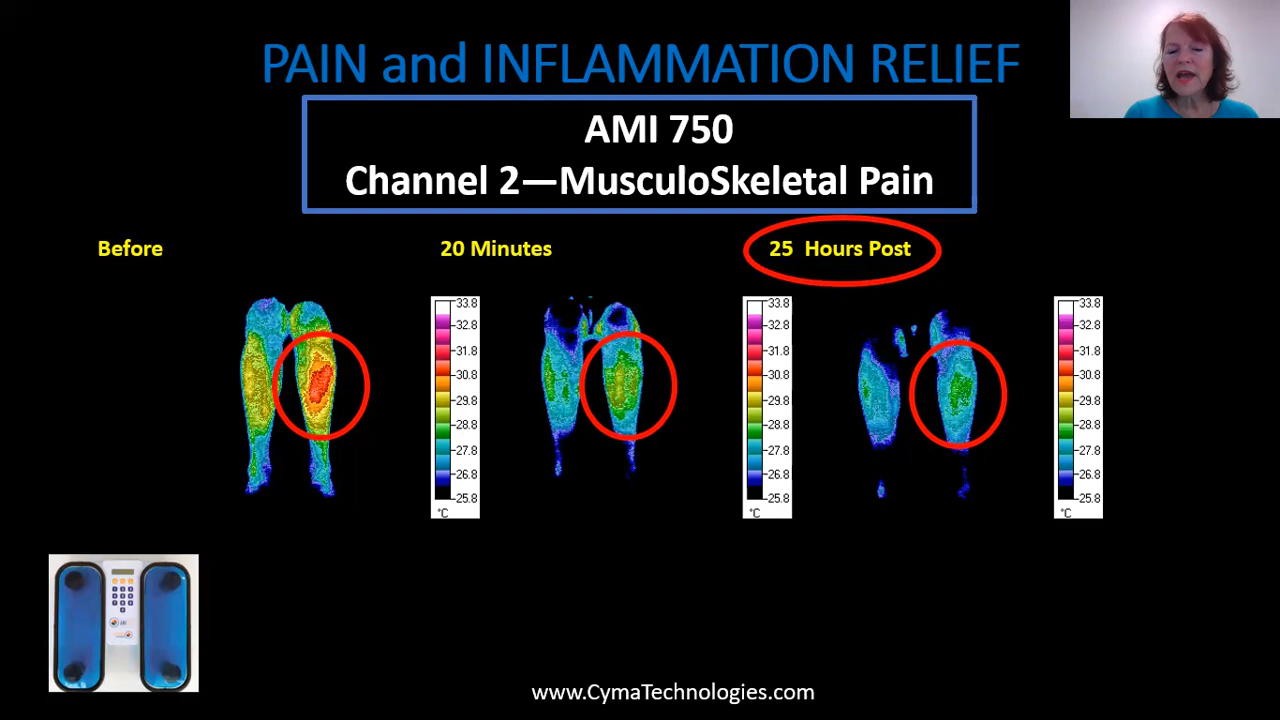 PAIN and INFLAMMATION RELIEF
AMI 750
Channel 2—MusculoSkeletal Pain
Before
20 Minutes
25 Hours Post
33.8
32.8
31.8
30.8
29.8
28.8
27.8
26.8
25.8
°C
33.8
32.8
31.8
30.8
29.8
28.8
27.8
26.8
25.8
°C
33.8
32.8
31.8
30.8
29.8
28.8
27.8
26.8
25.8
°C
www.CymaTechnologies.com